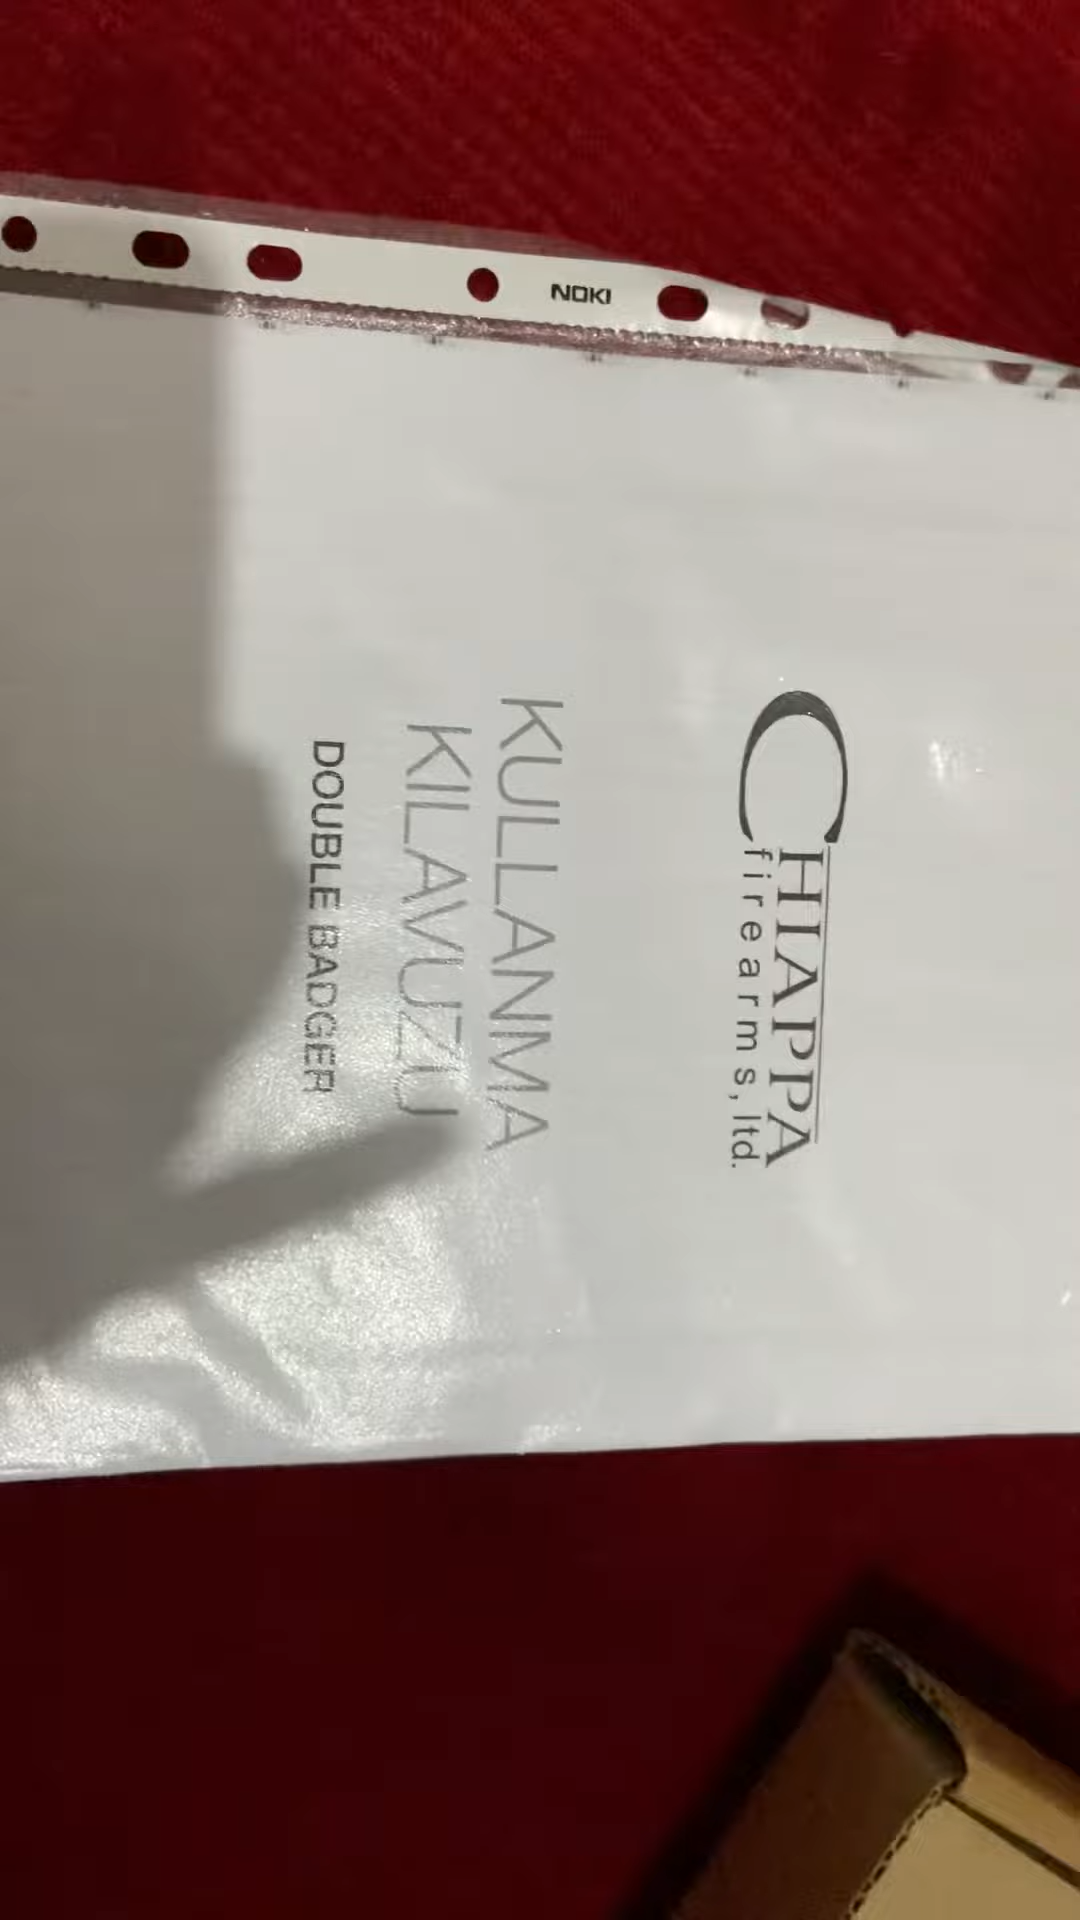 NOKI
CHIAPPA
firearms, ltd.
KULLANMA
KILAVUZU
DOUBLE BADGER